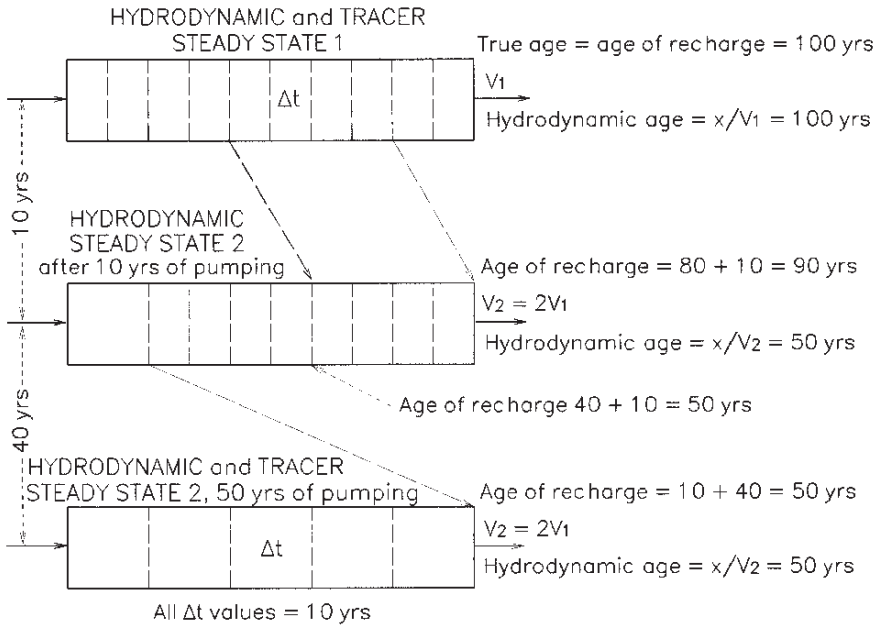 HYDRODYNAMIC and TRACER
STEADY STATE 1
True age = age of recharge = 100 yrs
Δt
V1
Hydrodynamic age = x/V1 = 100 yrs
10 yrs
HYDRODYNAMIC
STEADY STATE 2
after 10 yrs of pumping
Age of recharge = 80 + 10 = 90 yrs
V2 = 2V1
Hydrodynamic age = x/V2 = 50 yrs
Age of recharge 40 + 10 = 50 yrs
40 yrs
HYDRODYNAMIC and TRACER
STEADY STATE 2, 50 yrs of pumping
Age of recharge = 10 + 40 = 50 yrs
V2 = 2V1
Δt
Hydrodynamic age = x/V2 = 50 yrs
All Δt values = 10 yrs